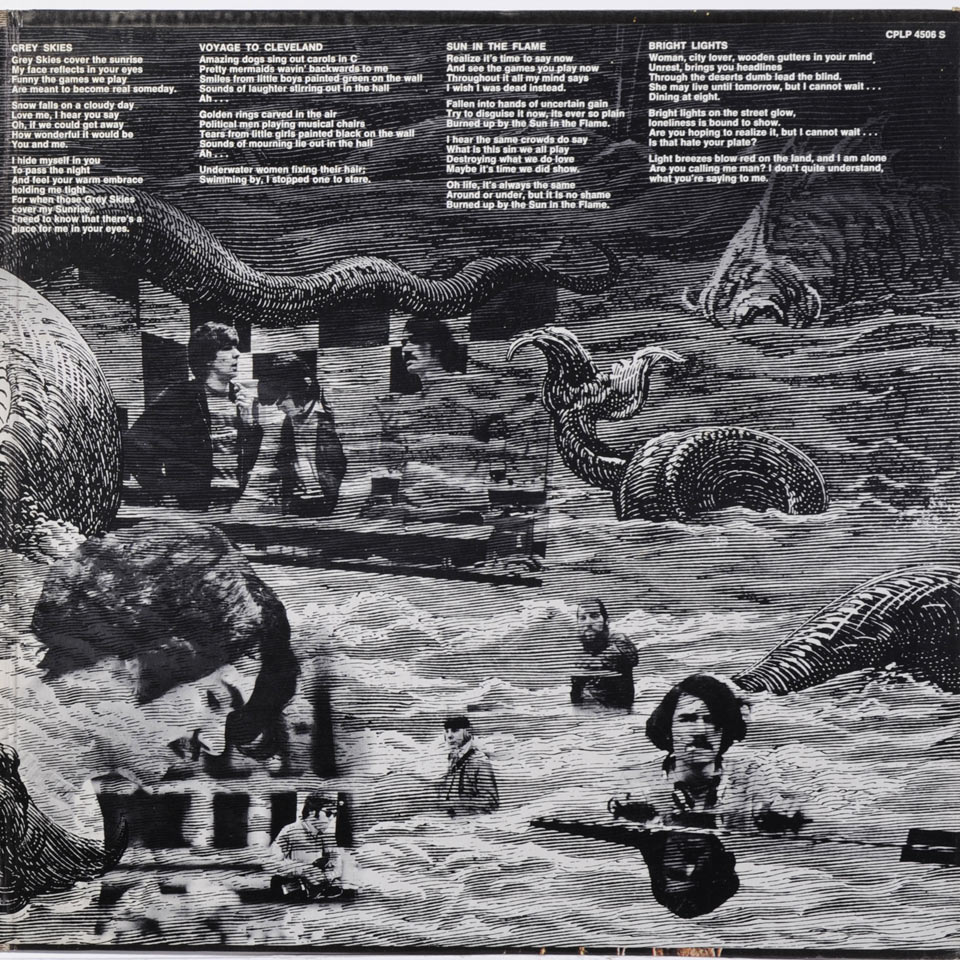 CPLP 4506 S
GREY SKIES
Grey Skies cover the sunrise
My face reflects in your eyes
Funny the games we play
Are meant to become real someday.
Snow falls on a cloudy day
Love me, I hear you say
Oh, if we could get away
How wonderful it would be
You and me.
I hide myself in you
To pass the night
And feel your warm embrace
holding me tight
For when those Grey Skies
cover my Sunrise,
I need to know that there's a
place for me in your eyes.
VOYAGE TO CLEVELAND
Amazing dogs sing out carols in C
Pretty mermaids wavin' backwards to me
Smiles from little boys painted green on the wall
Sounds of laughter stirring out in the hall
Ah . . .
Golden rings carved in the air
Political men playing musical chairs
Tears from little girls painted black on the wall
Sounds of mourning lie out in the hall
Ah . . .
Underwater women fixing their hair;
Swimming by, I stopped one to stare.
SUN IN THE FLAME
Realize it's time to say now
And see the games you play now
Throughout it all my mind says
I wish I was dead instead.
Fallen into hands of uncertain gain
Try to disguise it now, its ever so plain
Burned up by the Sun in the Flame.
I hear the same crowds do say
What is this sin we all play
Destroying what we do love
Maybe it's time we did show.
Oh life, it's always the same
Around or under, but it is no shame
Burned up by the Sun in the Flame.
BRIGHT LIGHTS
Woman, city lover, wooden gutters in your mind
Unrest, brings you headlines
Through the deserts dumb lead the blind.
She may live until tomorrow, but I cannot wait . . .
Dining at eight.
Bright lights on the street glow,
loneliness is bound to show.
Are you hoping to realize it, but I cannot wait . . .
Is that hate your plate?
Light breezes blow red on the land, and I am alone
Are you calling me man? I don't quite understand,
what you're saying to me.